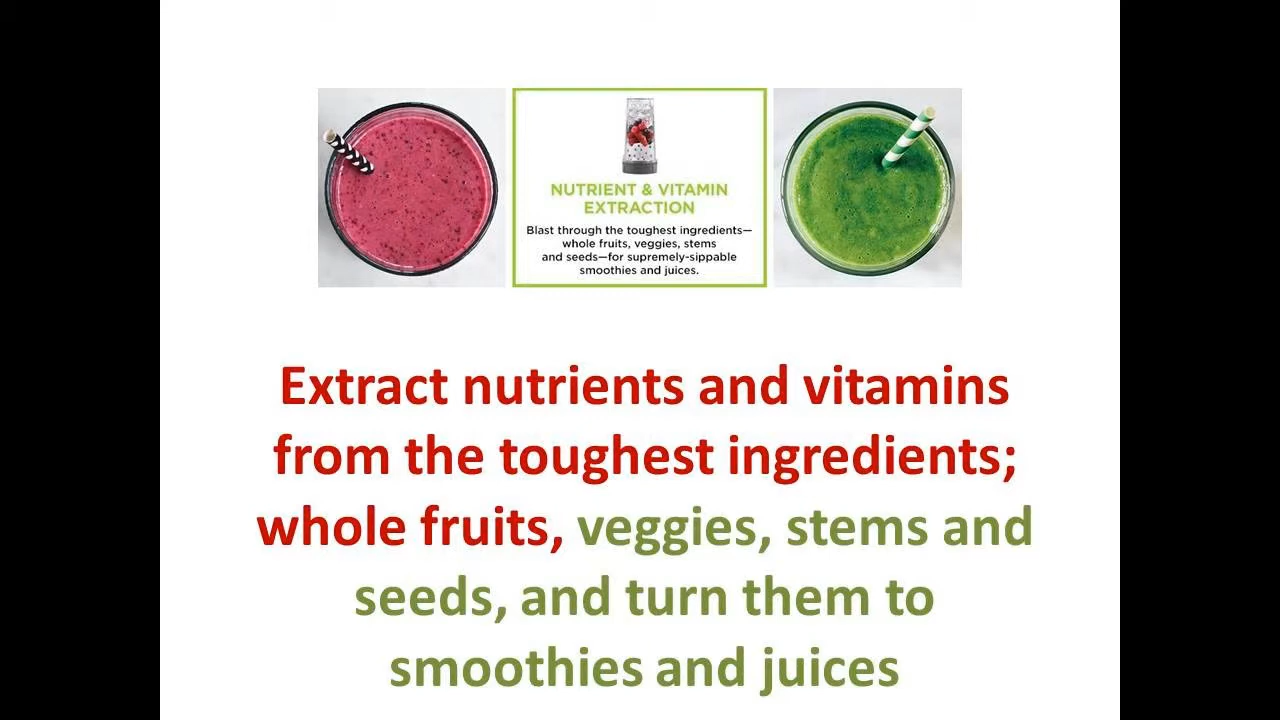 NUTRIENT & VITAMIN
EXTRACTION
Blast through the toughest ingredients—
whole fruits, veggies, stems
and seeds—for supremely-sippable
smoothies and juices.
Extract nutrients and vitamins
from the toughest ingredients;
whole fruits, veggies, stems and
seeds, and turn them to
smoothies and juices